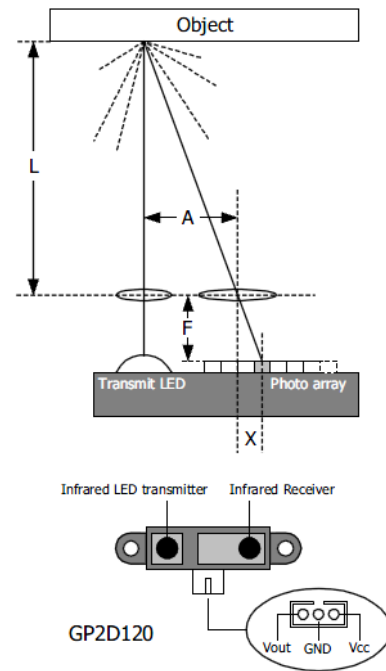 Object
L
A
F
Transmit LED Photo array
X
Infrared LED transmitter Infrared Receiver
GP2D120
Vout GND Vcc